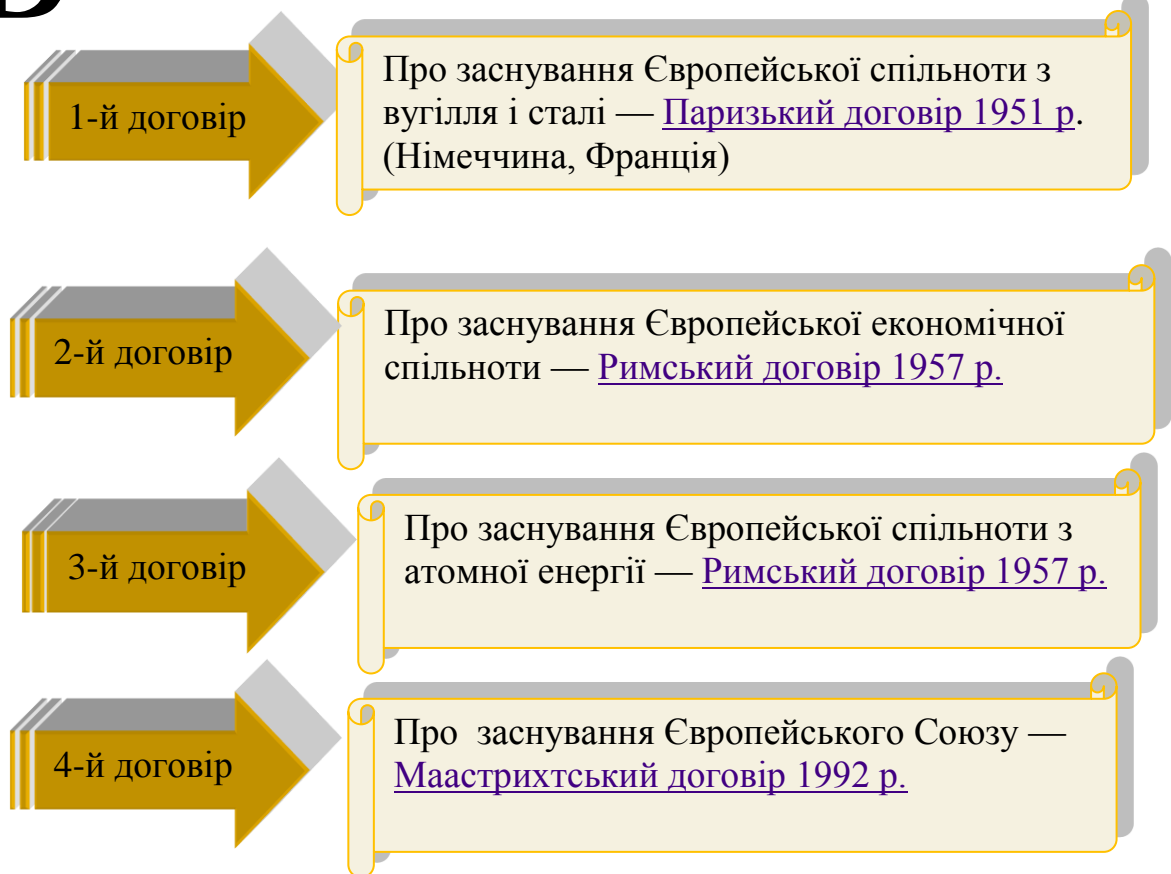 1-й договір
Про заснування Європейської спільноти з
вугілля і сталі — Паризький договір 1951 р.
(Німеччина, Франція)
2-й договір
Про заснування Європейської економічної
спільноти — Римський договір 1957 р.
3-й договір
Про заснування Європейської спільноти з
атомної енергії — Римський договір 1957 р.
4-й договір
Про заснування Європейського Союзу —
Маастрихтський договір 1992 р.